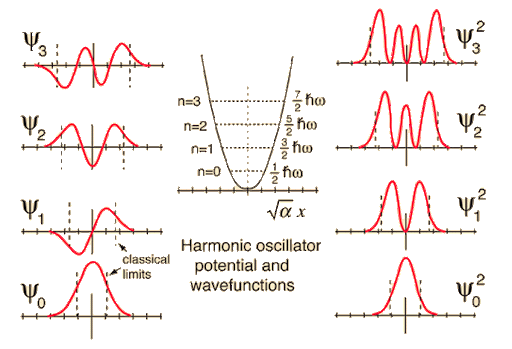 ψ₃
ψ₂
ψ₁
ψ₀
classical
limits
n=3
n=2
n=1
n=0
7/2 ħω
5/2 ħω
3/2 ħω
1/2 ħω
√α x
Harmonic oscillator
potential and
wavefunctions
ψ₃²
ψ₂²
ψ₁²
ψ₀²